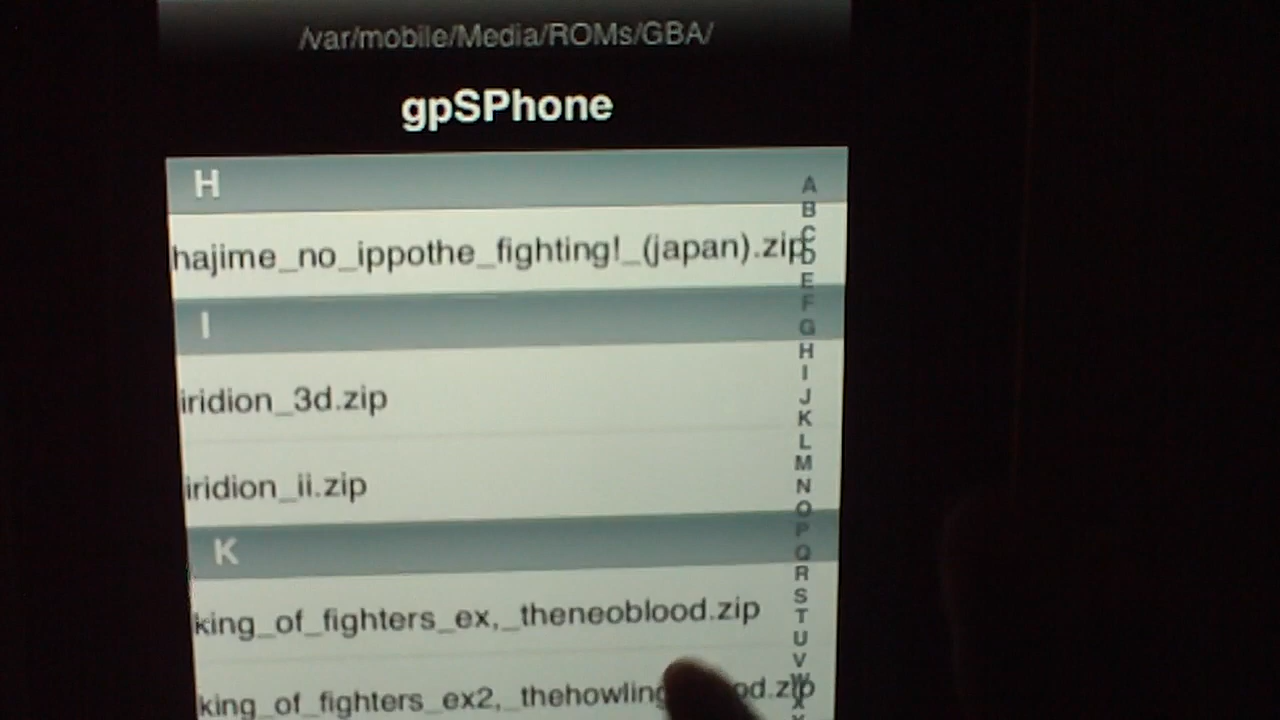 /var/mobile/Media/ROMs/GBA/
gpSPhone
H
hajime_no_ippothe_fighting!_(japan).zip
I
iridion_3d.zip
iridion_ii.zip
K
king_of_fighters_ex,_theneoblood.zip
king_of_fighters_ex2,_thehowling
A
B
C
D
E
F
G
H
I
J
K
L
M
N
O
P
Q
R
S
T
U
V
W
X